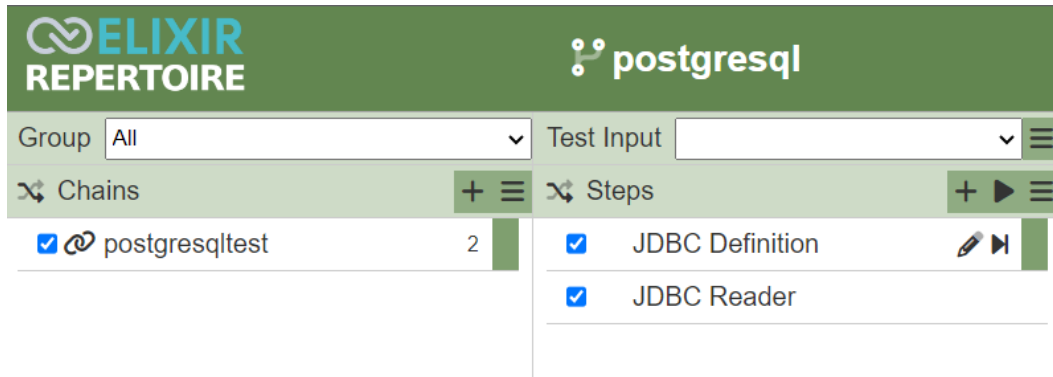 ELIXIR
REPERTOIRE
postgresql
Group All
Test Input
Chains
Steps
postgresqltest 2
JDBC Definition
JDBC Reader